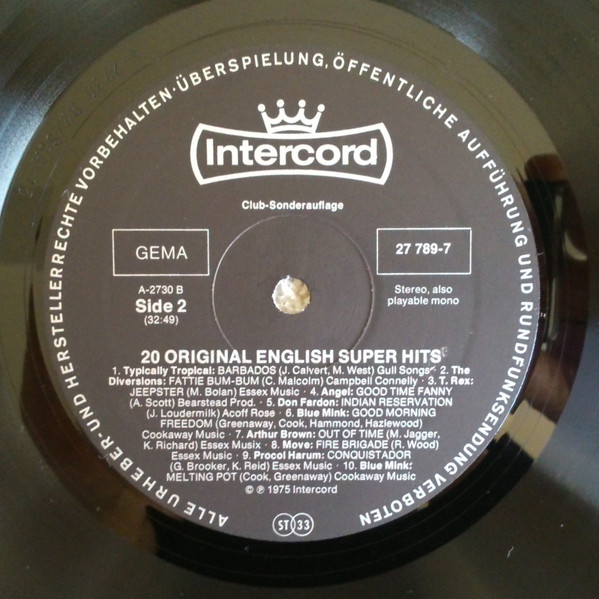 ALLE URHEBER- UND HERSTELLERRECHTE VORBEHALTEN · ÜBERSPIELUNG, ÖFFENTLICHE AUFFÜHRUNG UND RUNDFUNKSENDUNG VERBOTEN
Intercord
Club-Sonderauflage
GEMA
27 789-7
A-2730 B
Side 2
(32:49)
Stereo, also
playable mono
20 ORIGINAL ENGLISH SUPER HITS
1. Typically Tropical: BARBADOS (J. Calvert, M. West) Gull Songs · 2. The
Diversions: FATTIE BUM-BUM (C. Malcolm) Campbell Connelly · 3. T. Rex:
JEEPSTER (M. Bolan) Essex Music · 4. Angel: GOOD TIME FANNY
(A. Scott) Bearstead Prod. · 5. Don Fardon: INDIAN RESERVATION
(J. Loudermilk) Acoff Rose · 6. Blue Mink: GOOD MORNING
FREEDOM (Greenaway, Cook, Hammond, Hazlewood)
Cookaway Music · 7. Arthur Brown: OUT OF TIME (M. Jagger,
K. Richard) Essex Musix · 8. Move: FIRE BRIGADE (R. Wood)
Essex Music · 9. Procol Harum: CONQUISTADOR
(G. Brooker, K. Reid) Essex Music · 10. Blue Mink:
MELTING POT (Cook, Greenaway) Cookaway Music
© ℗ 1975 Intercord
ST 33